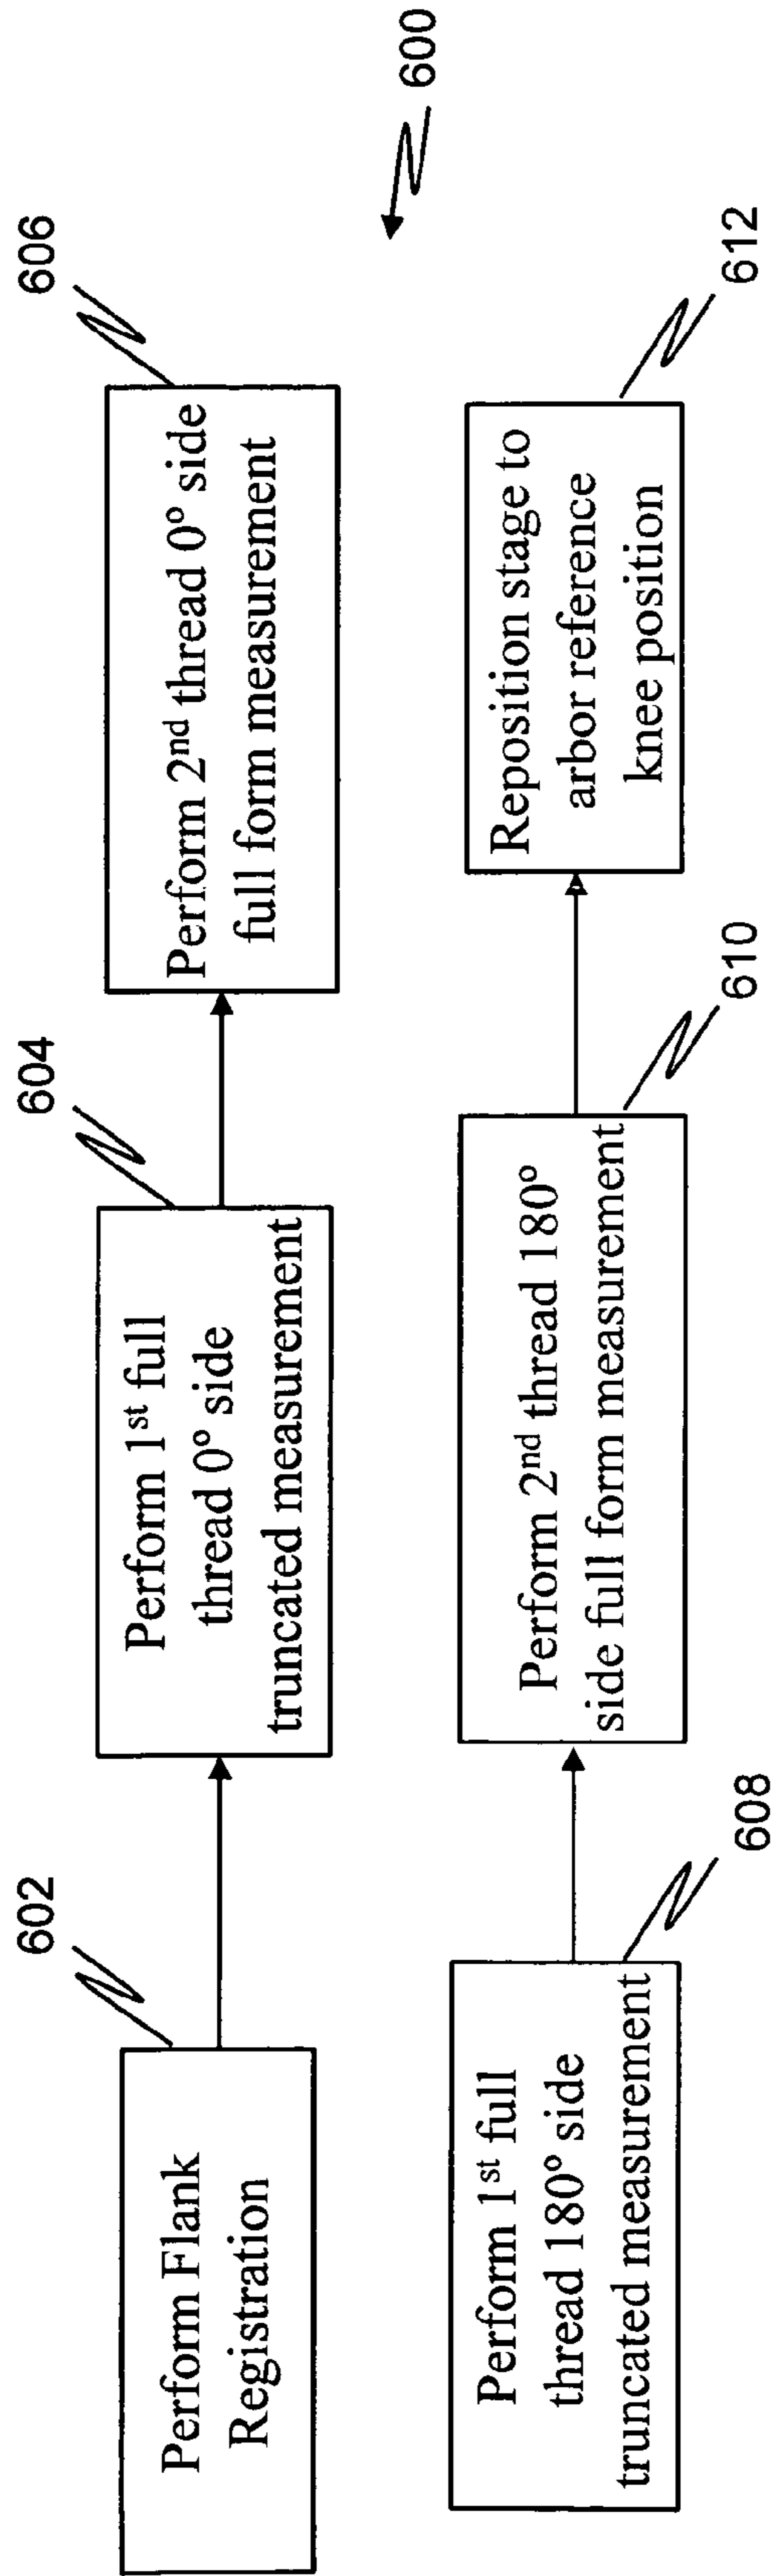 600
602
Perform Flank
Registration
604
Perform 1st full
thread 0° side
truncated measurement
606
Perform 2nd thread 0° side
full form measurement
608
Perform 1st full
thread 180° side
truncated measurement
610
Perform 2nd thread 180°
side full form measurement
612
Reposition stage to
arbor reference
knee position